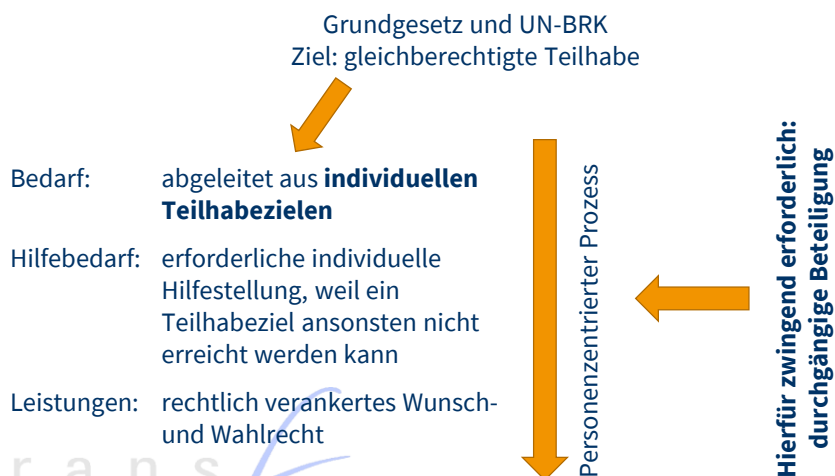 Grundgesetz und UN-BRK
Ziel: gleichberechtigte Teilhabe
Bedarf: abgeleitet aus individuellen
Teilhabezielen
Hilfebedarf: erforderliche individuelle
Hilfestellung, weil ein
Teilhabeziel ansonsten nicht
erreicht werden kann
Leistungen: rechtlich verankertes Wunsch-
und Wahlrecht
Personenzentrierter Prozess
Hierfür zwingend erforderlich:
durchgängige Beteiligung
rans